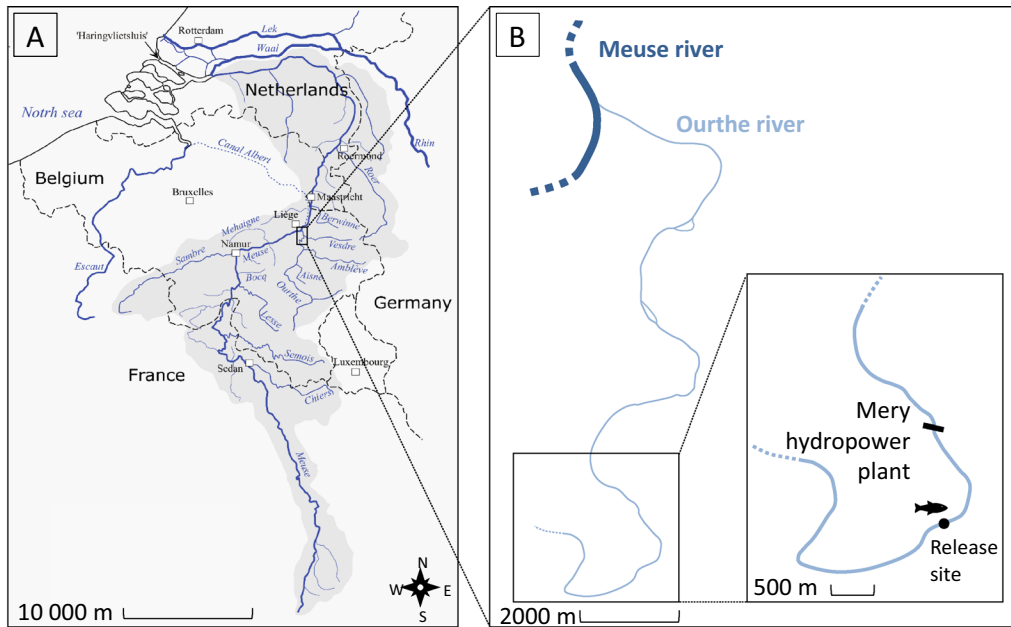 A
'Haringvlietsluis'
Rotterdam
Lek
Waal
Netherlands
Notrh sea
Rhin
Canal Albert
Roermond
Roer
Belgium
Bruxelles
Maastricht
Liège
Berwinne
Mehaigne
Vesdre
Namur
Meuse
Sambre
Amblève
Escaut
Aisne
Bocq
Ourthe
Germany
Lesse
Semois
Luxembourg
France
Sedan
Chiers
Meuse
N
W E
S
10 000 m
B
Meuse river
Ourthe river
Mery
hydropower
plant
Release
site
500 m
2000 m